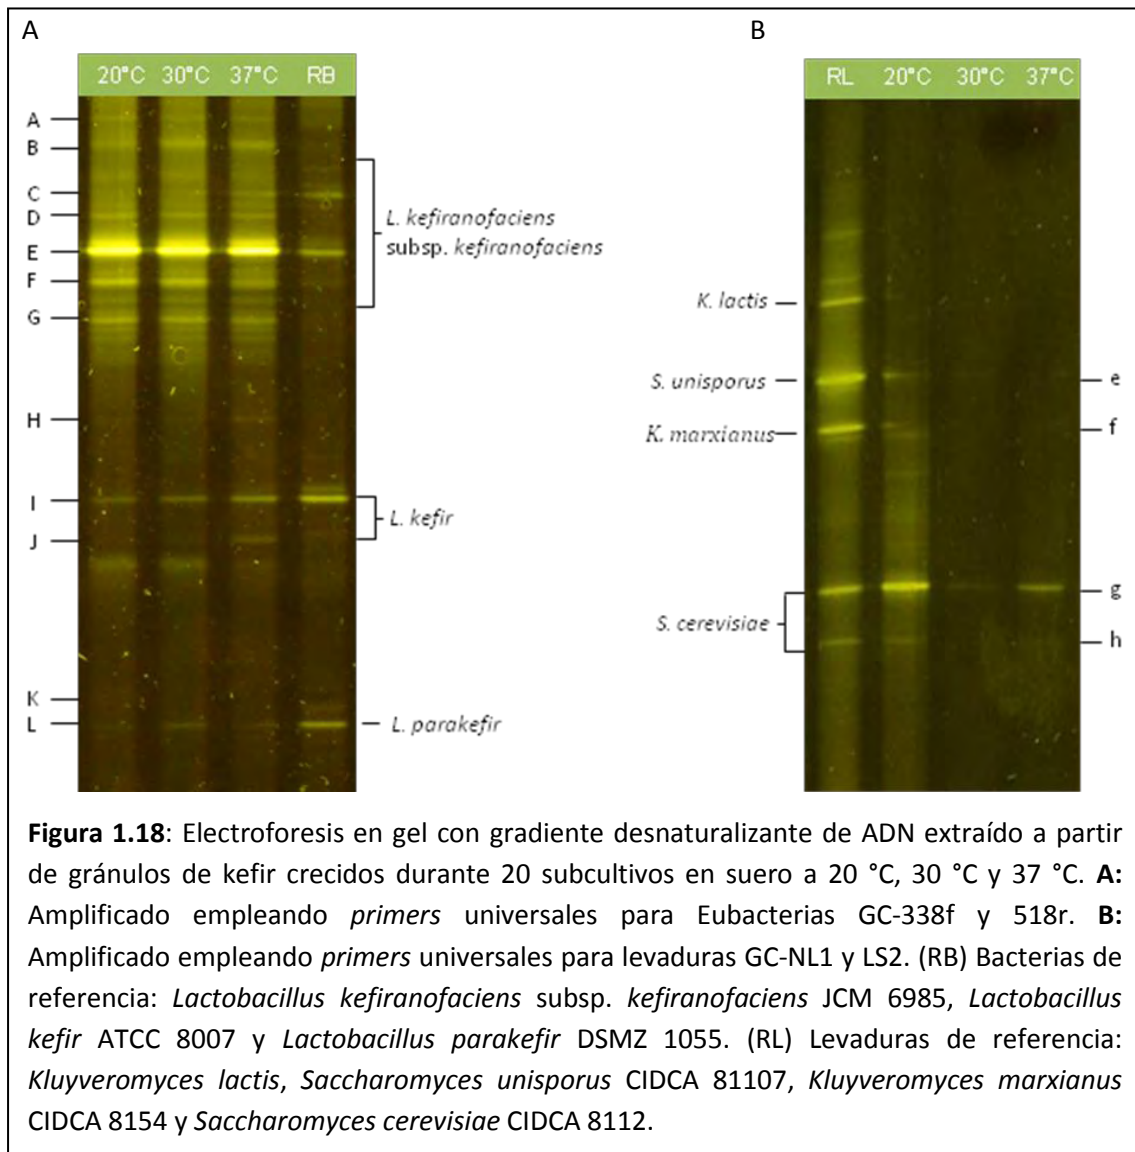 A
20°C 30°C 37°C RB
A
B
C
D
E
F
G
H
I
J
K
L
L. kefiranofaciens
subsp. kefiranofaciens
L. kefir
L. parakefir
B
RL 20°C 30°C 37°C
K. lactis
S. unisporus
K. marxianus
S. cerevisiae
e
f
g
h
Figura 1.18: Electroforesis en gel con gradiente desnaturalizante de ADN extraído a partir
de gránulos de kefir crecidos durante 20 subcultivos en suero a 20 °C, 30 °C y 37 °C. A:
Amplificado empleando primers universales para Eubacterias GC-338f y 518r. B:
Amplificado empleando primers universales para levaduras GC-NL1 y LS2. (RB) Bacterias de
referencia: Lactobacillus kefiranofaciens subsp. kefiranofaciens JCM 6985, Lactobacillus
kefir ATCC 8007 y Lactobacillus parakefir DSMZ 1055. (RL) Levaduras de referencia:
Kluyveromyces lactis, Saccharomyces unisporus CIDCA 81107, Kluyveromyces marxianus
CIDCA 8154 y Saccharomyces cerevisiae CIDCA 8112.